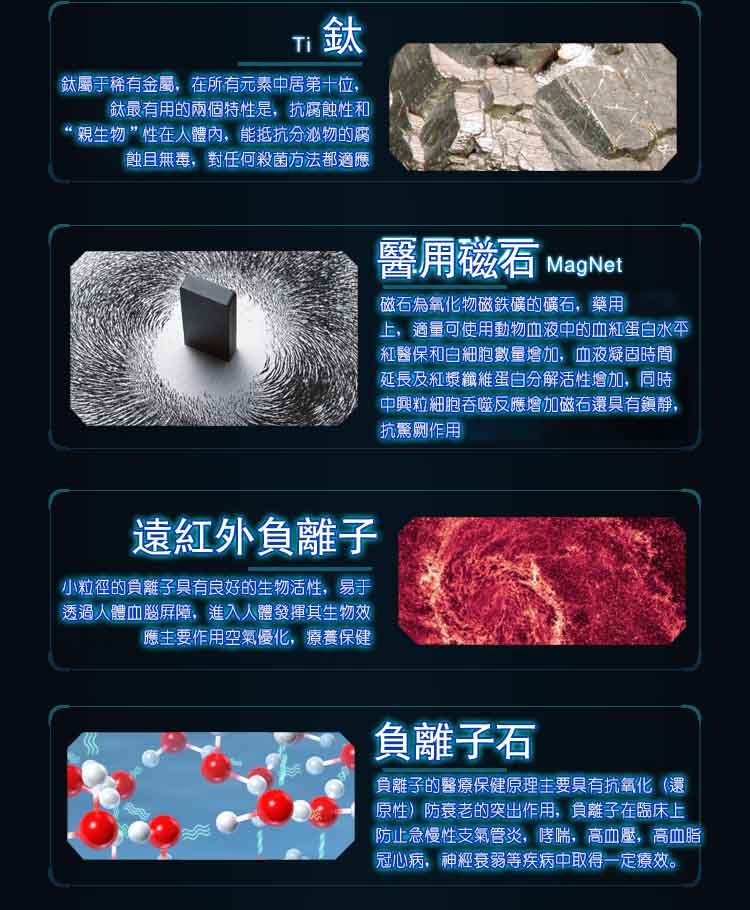 Ti 鈦
鈦屬于稀有金屬，在所有元素中居第十位，
鈦最有用的兩個特性是，抗腐蝕性和
“親生物”性在人體內，能抵抗分泌物的腐
蝕且無毒，對任何殺菌方法都適應
醫用磁石 MagNet
磁石為氧化物磁鉄礦的礦石，藥用
上，適量可使用動物血液中的血紅蛋白水平
紅醫保和白細胞數量增加，血液凝固時間
延長及紅漿纖維蛋白分解活性增加，同時
中興粒細胞吞噬反應增加磁石還具有鎮靜，
抗驚劂作用
遠紅外負離子
小粒徑的負離子具有良好的生物活性，易于
透過人體血腦屏障，進入人體發揮其生物效
應主要作用空氣優化，療養保健
負離子石
負離子的醫療保健原理主要具有抗氧化（還
原性）防衰老的突出作用，負離子在臨床上
防止急慢性支氣管炎，哮喘，高血壓，高血脂
冠心病，神經衰弱等疾病中取得一定療效。